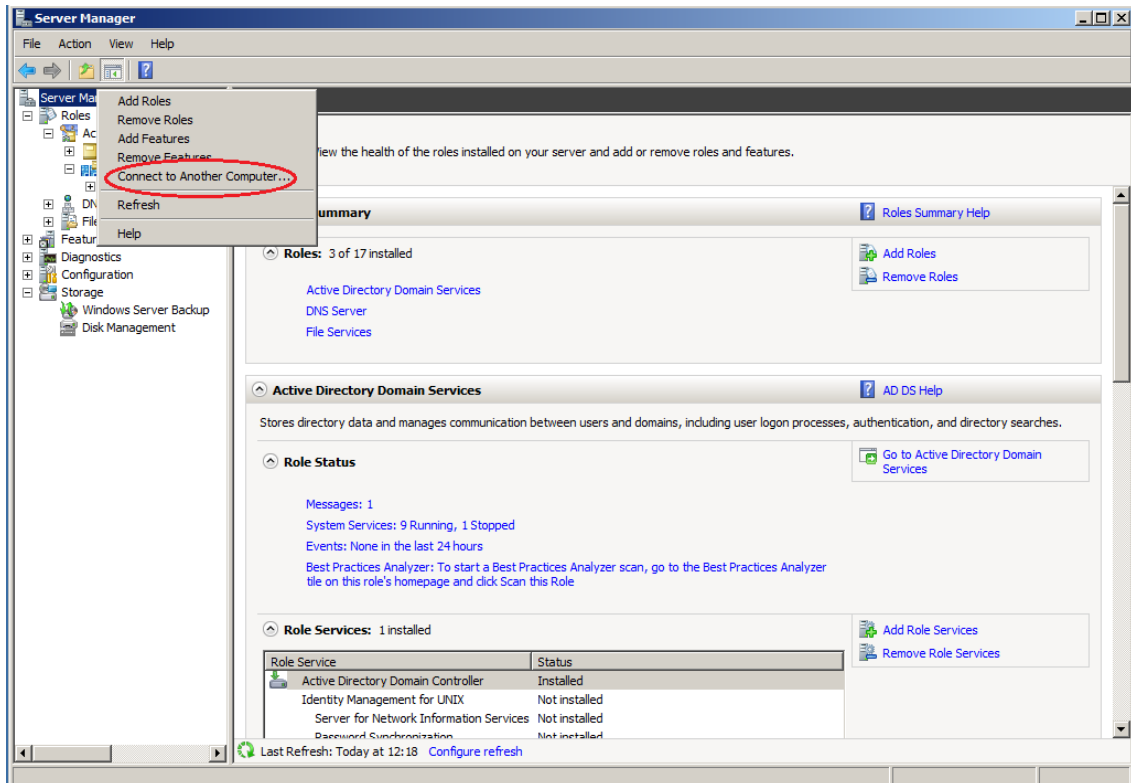 Server Manager
File Action View Help
Server Mar
Add Roles
Remove Roles
Add Features
Remove Features
Connect to Another Computer...
Refresh
Help
Roles
Ac
DN
File
Featur
Diagnostics
Configuration
Storage
Windows Server Backup
Disk Management
View the health of the roles installed on your server and add or remove roles and features.
ummary
Roles Summary Help
Roles: 3 of 17 installed
Add Roles
Remove Roles
Active Directory Domain Services
DNS Server
File Services
Active Directory Domain Services
AD DS Help
Stores directory data and manages communication between users and domains, including user logon processes, authentication, and directory searches.
Role Status
Go to Active Directory Domain
Services
Messages: 1
System Services: 9 Running, 1 Stopped
Events: None in the last 24 hours
Best Practices Analyzer: To start a Best Practices Analyzer scan, go to the Best Practices Analyzer
tile on this role's homepage and click Scan this Role
Role Services: 1 installed
Add Role Services
Remove Role Services
Role Service Status
Active Directory Domain Controller Installed
Identity Management for UNIX Not installed
Server for Network Information Services Not installed
Password Synchronization Not installed
Last Refresh: Today at 12:18 Configure refresh